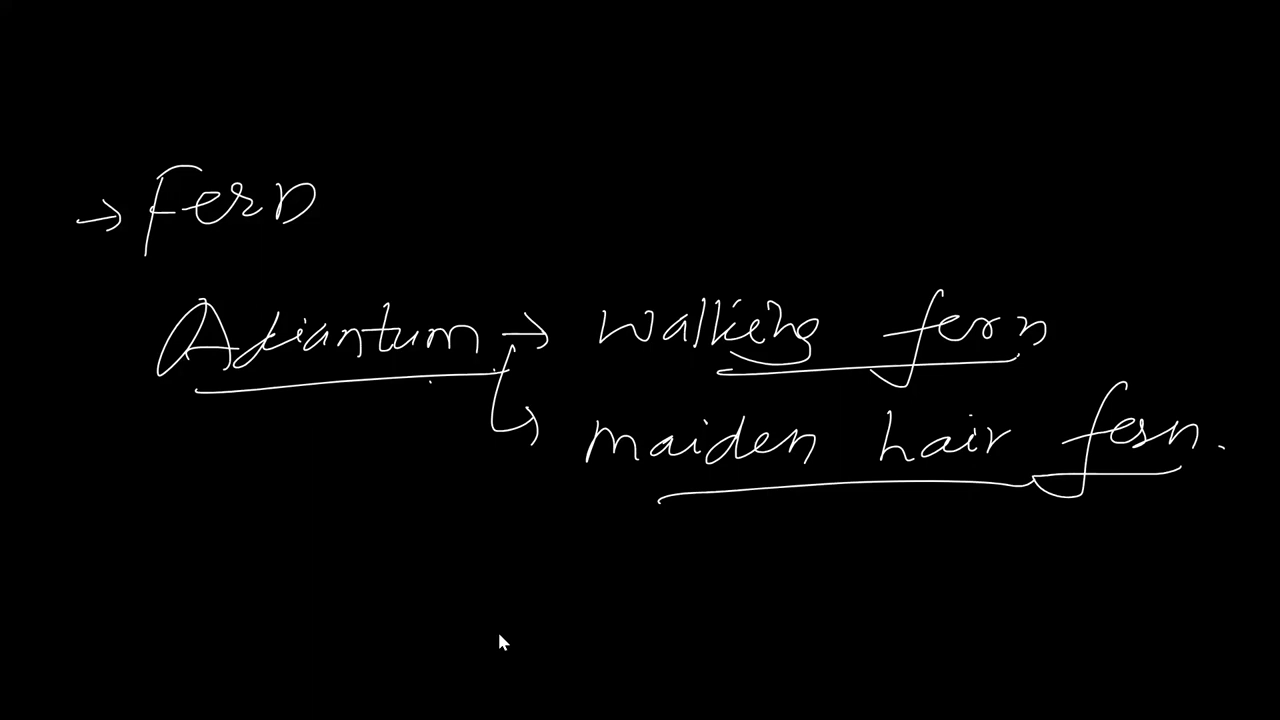 → Fern
Adiantum → walking fern
↳ maiden hair fern.